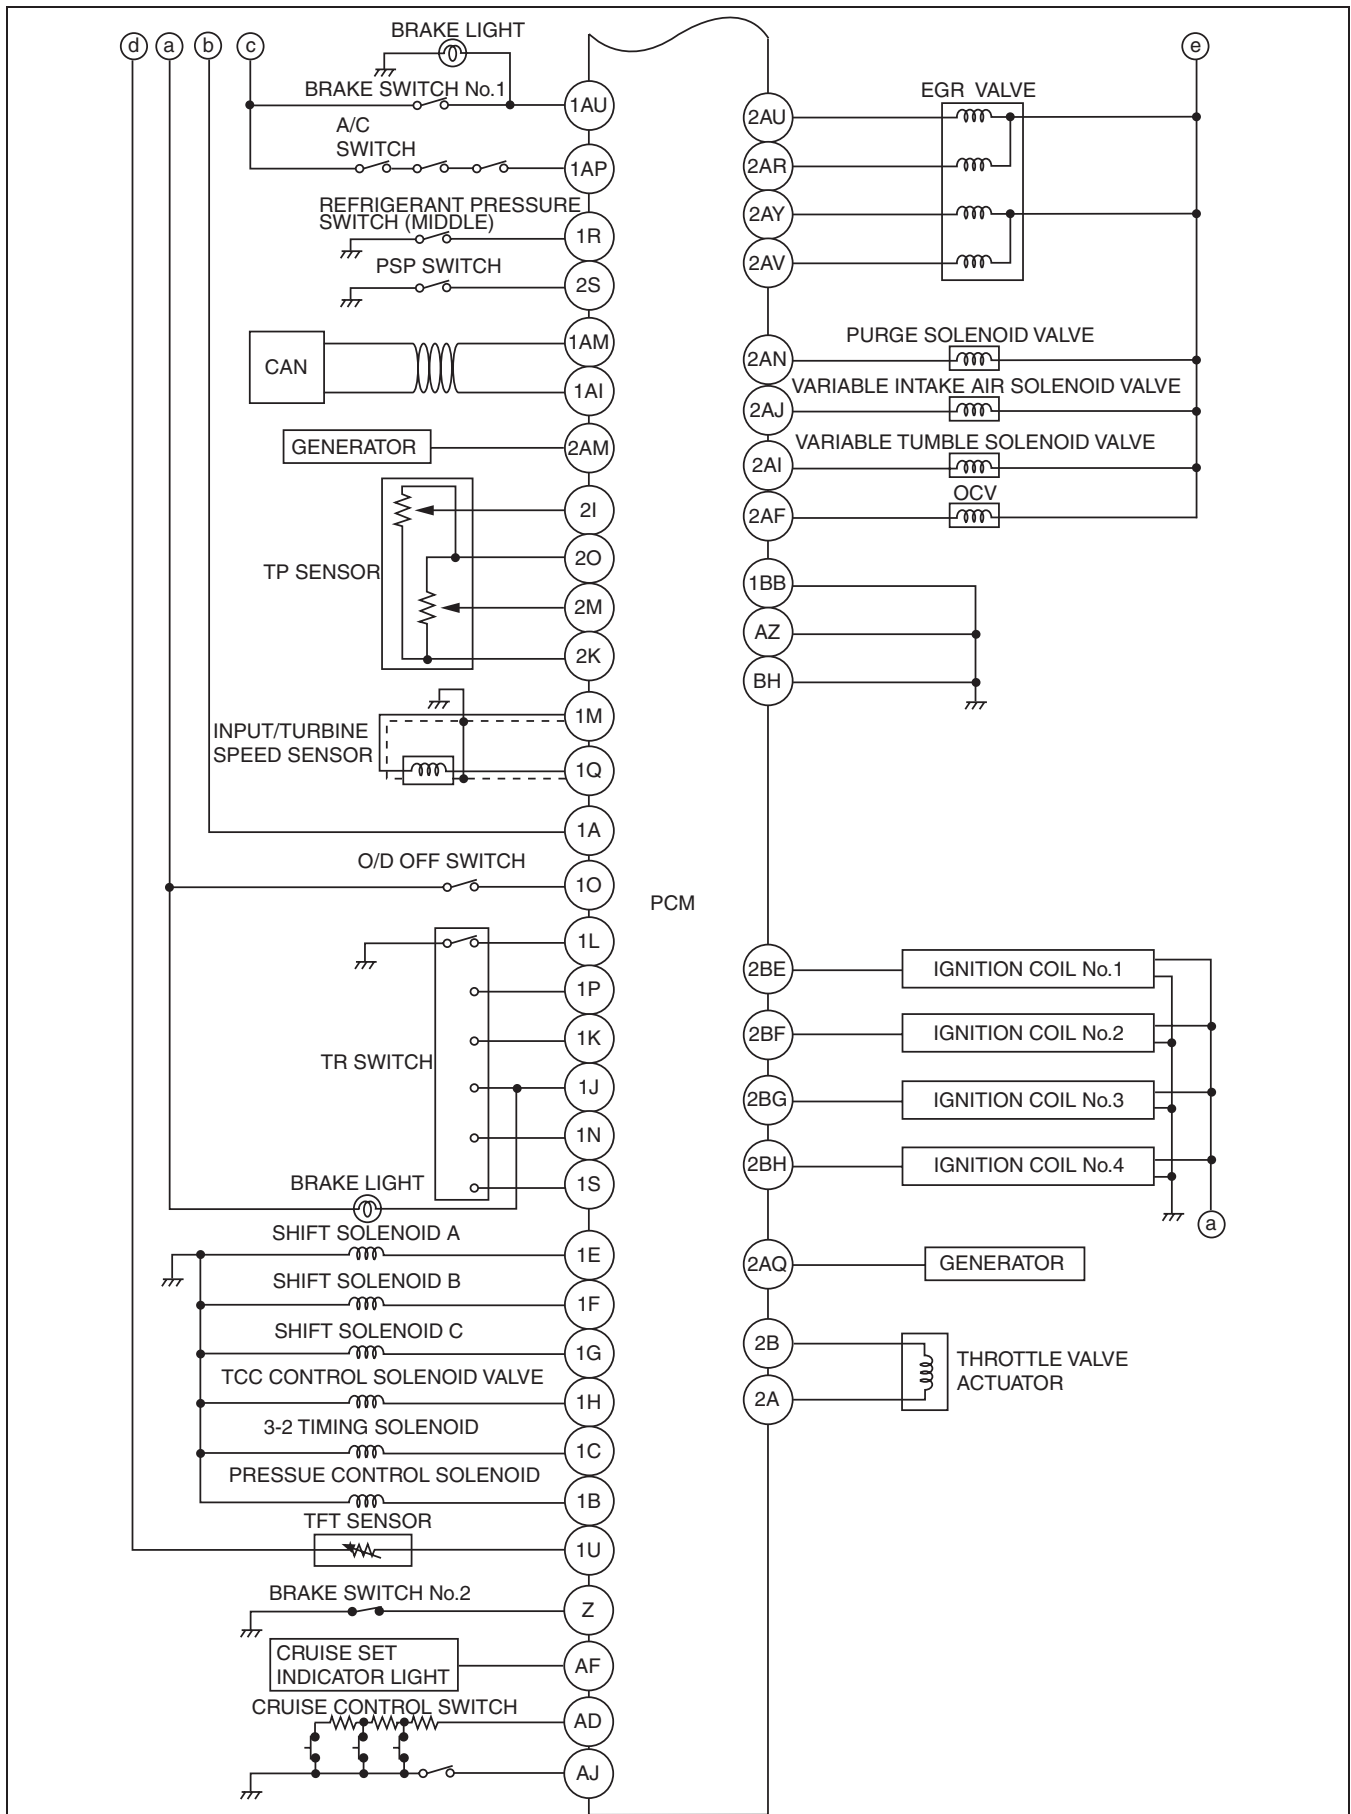 d a b c
BRAKE LIGHT
e
BRAKE SWITCH No.1
1AU
A/C
SWITCH
1AP
REFRIGERANT PRESSURE
SWITCH (MIDDLE)
1R
PSP SWITCH
2S
CAN
1AM
1AI
GENERATOR
2AM
TP SENSOR
2I
2O
2M
2K
INPUT/TURBINE
SPEED SENSOR
1M
1Q
1A
O/D OFF SWITCH
1O
TR SWITCH
1L
1P
1K
1J
1N
1S
BRAKE LIGHT
SHIFT SOLENOID A
1E
SHIFT SOLENOID B
1F
SHIFT SOLENOID C
1G
TCC CONTROL SOLENOID VALVE
1H
3-2 TIMING SOLENOID
1C
PRESSUE CONTROL SOLENOID
1B
TFT SENSOR
1U
BRAKE SWITCH No.2
Z
CRUISE SET
INDICATOR LIGHT
AF
CRUISE CONTROL SWITCH
AD
AJ
PCM
EGR VALVE
2AU
2AR
2AY
2AV
PURGE SOLENOID VALVE
2AN
VARIABLE INTAKE AIR SOLENOID VALVE
2AJ
VARIABLE TUMBLE SOLENOID VALVE
2AI
OCV
2AF
1BB
AZ
BH
2BE
IGNITION COIL No.1
2BF
IGNITION COIL No.2
2BG
IGNITION COIL No.3
2BH
IGNITION COIL No.4
a
2AQ
GENERATOR
2B
THROTTLE VALVE
ACTUATOR
2A